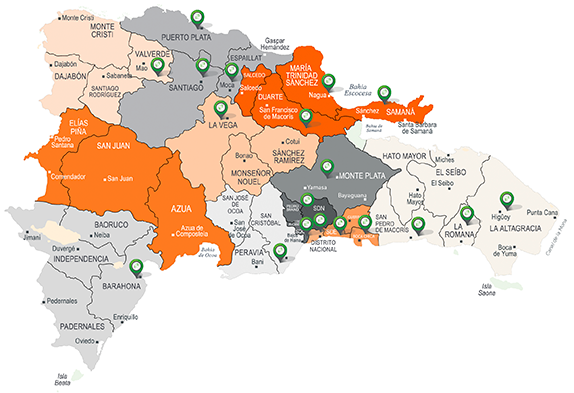 Monte Cristi
MONTE
CRISTI
PUERTO PLATA
Gaspar
Hernández
VALVERDE
Mao
ESPAILLAT
Dajabón
DAJABÓN
Sabaneta
SANTIAGO
RODRÍGUEZ
SANTIAGO
Moca
SALCEDO
Salcedo
MARÍA
TRINIDAD
SÁNCHEZ
Nagua
DUARTE
San Francisco
de Macorís
Bahía
Escocesa
Sánchez
SAMANÁ
Santa Bárbara
de Samaná
Bahía de
Samaná
LA VEGA
ELÍAS
PIÑA
Pedro
Santana
Comendador
SAN JUAN
San Juan
Cotuí
SÁNCHEZ
RAMÍREZ
Bonao
MONSEÑOR
NOUEL
MONTE PLATA
Yamasa
Bayaguana
HATO MAYOR
Hato
Mayor
Miches
EL SEÍBO
El Seibo
AZUA
Azua de
Compostela
SAN JOSÉ
DE
OCOA
San
José De
Ocoa
SAN
CRISTÓBAL
PEDRO
BRAND
SDN
Bajos
de Haina
DISTRITO
NACIONAL
SAN
PEDRO DE
MACORÍS
LA
ROMANA
Higüey
LA ALTAGRACIA
Punta Cana
Boca
de Yuma
Canal de la Mona
Isla
Saona
BAORUCO
Neiba
Jimaní
Duvergé
INDEPENDENCIA
BARAHONA
Bahía
de Ocoa
PERAVIA
Baní
Pedernales
Enriquillo
PADERNALES
Oviedo
Isla
Beata